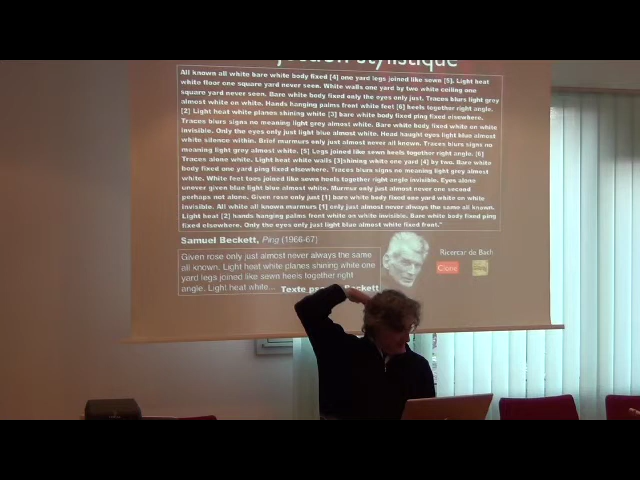 stylistique
All known all white bare white body fixed [4] one yard legs joined like sewn [5]. Light heat
white floor one square yard never seen. White walls one yard by two white ceiling one
square yard never seen. Bare white body fixed only the eyes only just. Traces blurs light grey
almost white on white. Hands hanging palms front white feet [6] heels together right angle.
[2] Light heat white planes shining white [3] bare white body fixed ping fixed elsewhere.
Traces blurs signs no meaning light grey almost white. Bare white body fixed white on white
invisible. Only the eyes only just light blue almost white. Head haught eyes light blue almost
white silence within. Brief murmurs only just almost never all known. Traces blurs signs no
meaning light grey almost white. [5] Legs joined like sewn heels together right angle. [6]
Traces alone white. Light heat white walls [3]shining white one yard [4] by two. Bare white
body fixed one yard ping fixed elsewhere. Traces blurs signs no meaning light grey almost
white. White feet toes joined like sewn heels together right angle invisible. Eyes alone
unover given blue light blue almost white. Murmur only just almost never one second
perhaps not alone. Given rose only just [1] bare white body fixed one yard white on white
invisible. All white all known murmurs [1] only just almost never always the same all known.
Light heat [2] hands hanging palms front white on white invisible. Bare white body fixed ping
fixed elsewhere. Only the eyes only just light blue almost white fixed front."
Samuel Beckett, Ping (1966-67)
Given rose only just almost never always the same
all known. Light heat white planes shining white one
yard legs joined like sewn heels together right
angle. Light heat white...
Texte Beckett
Ricercar de Bach
Clone